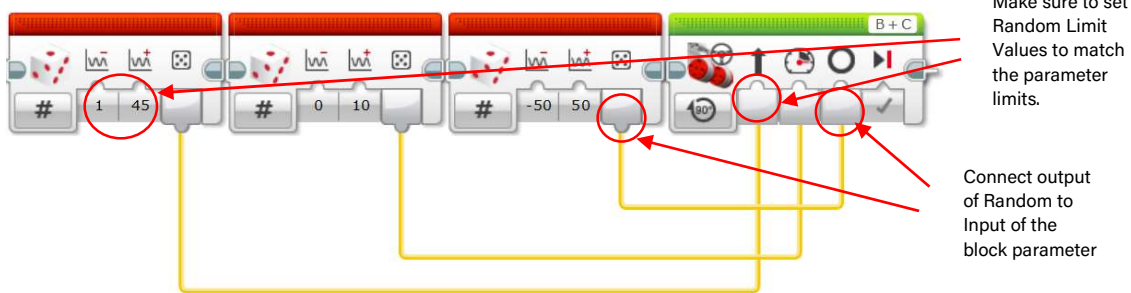 Make sure to set
Random Limit
Values to match
the parameter
limits.
B + C
# 1 45
# 0 10
# -50 50
90°
Connect output
of Random to
Input of the
block parameter